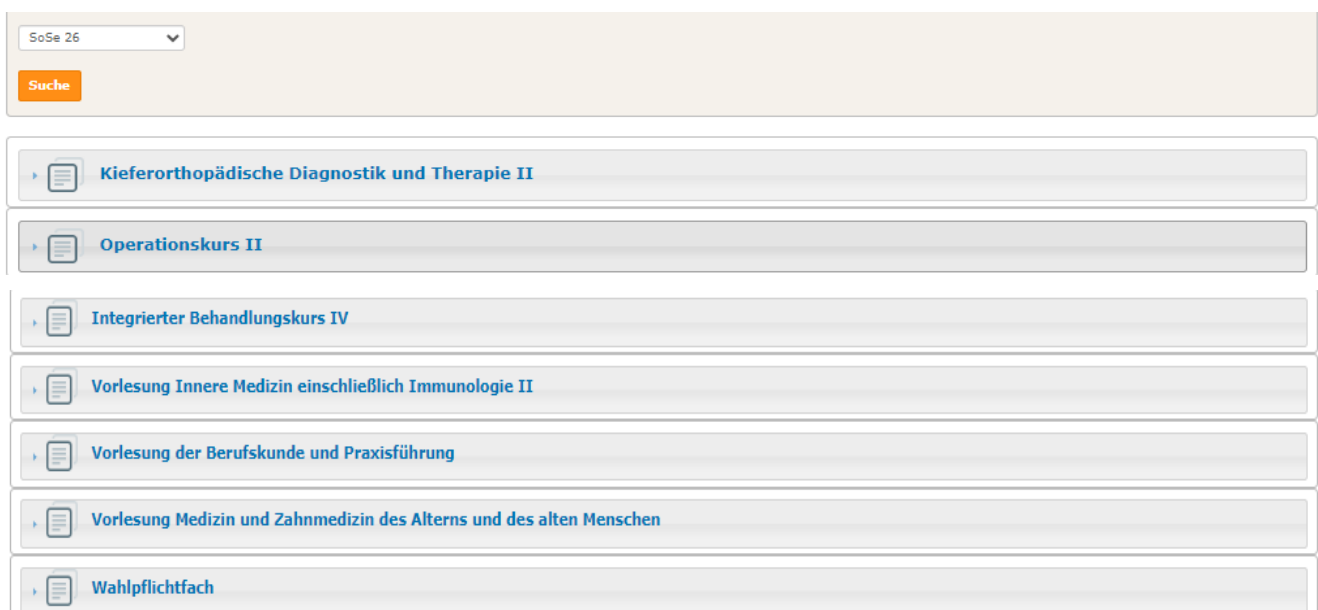 SoSe 26
Suche
Kieferorthopädische Diagnostik und Therapie II
Operationskurs II
Integrierter Behandlungskurs IV
Vorlesung Innere Medizin einschließlich Immunologie II
Vorlesung der Berufskunde und Praxisführung
Vorlesung Medizin und Zahnmedizin des Alterns und des alten Menschen
Wahlpflichtfach